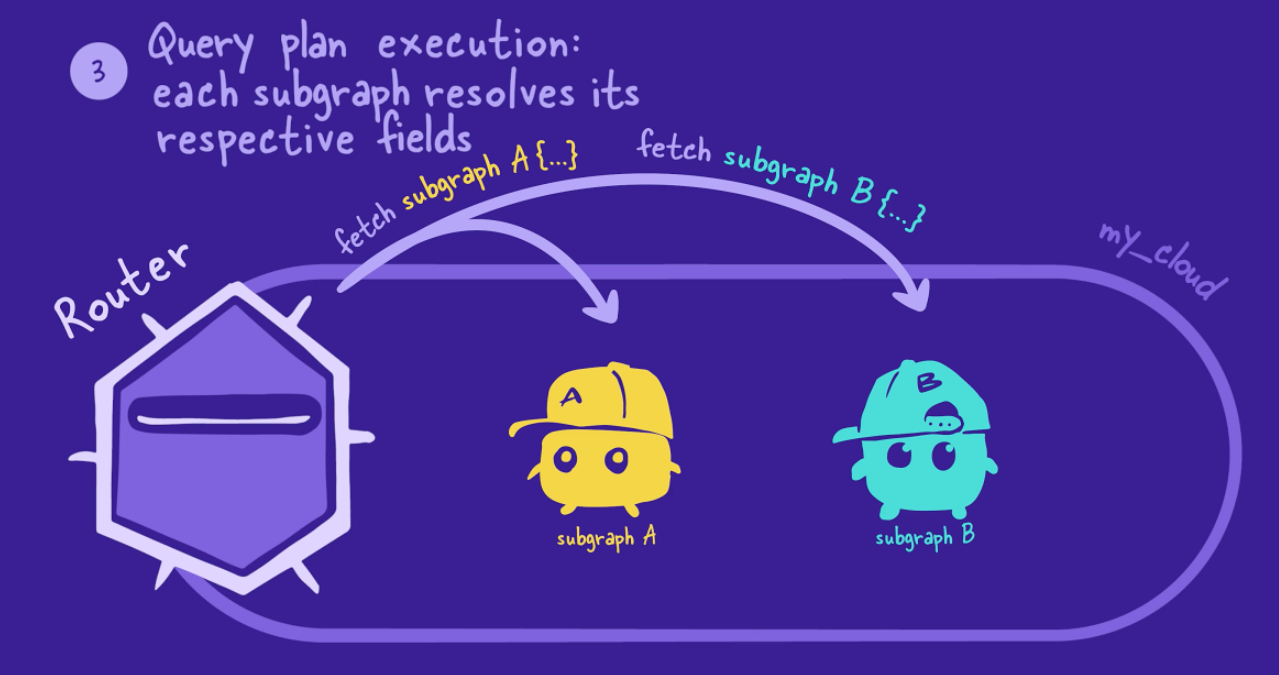 3
Query plan execution:
each subgraph resolves its
respective fields
fetch subgraph A {...}
fetch subgraph B {...}
my_cloud
Router
A
B
subgraph A
subgraph B